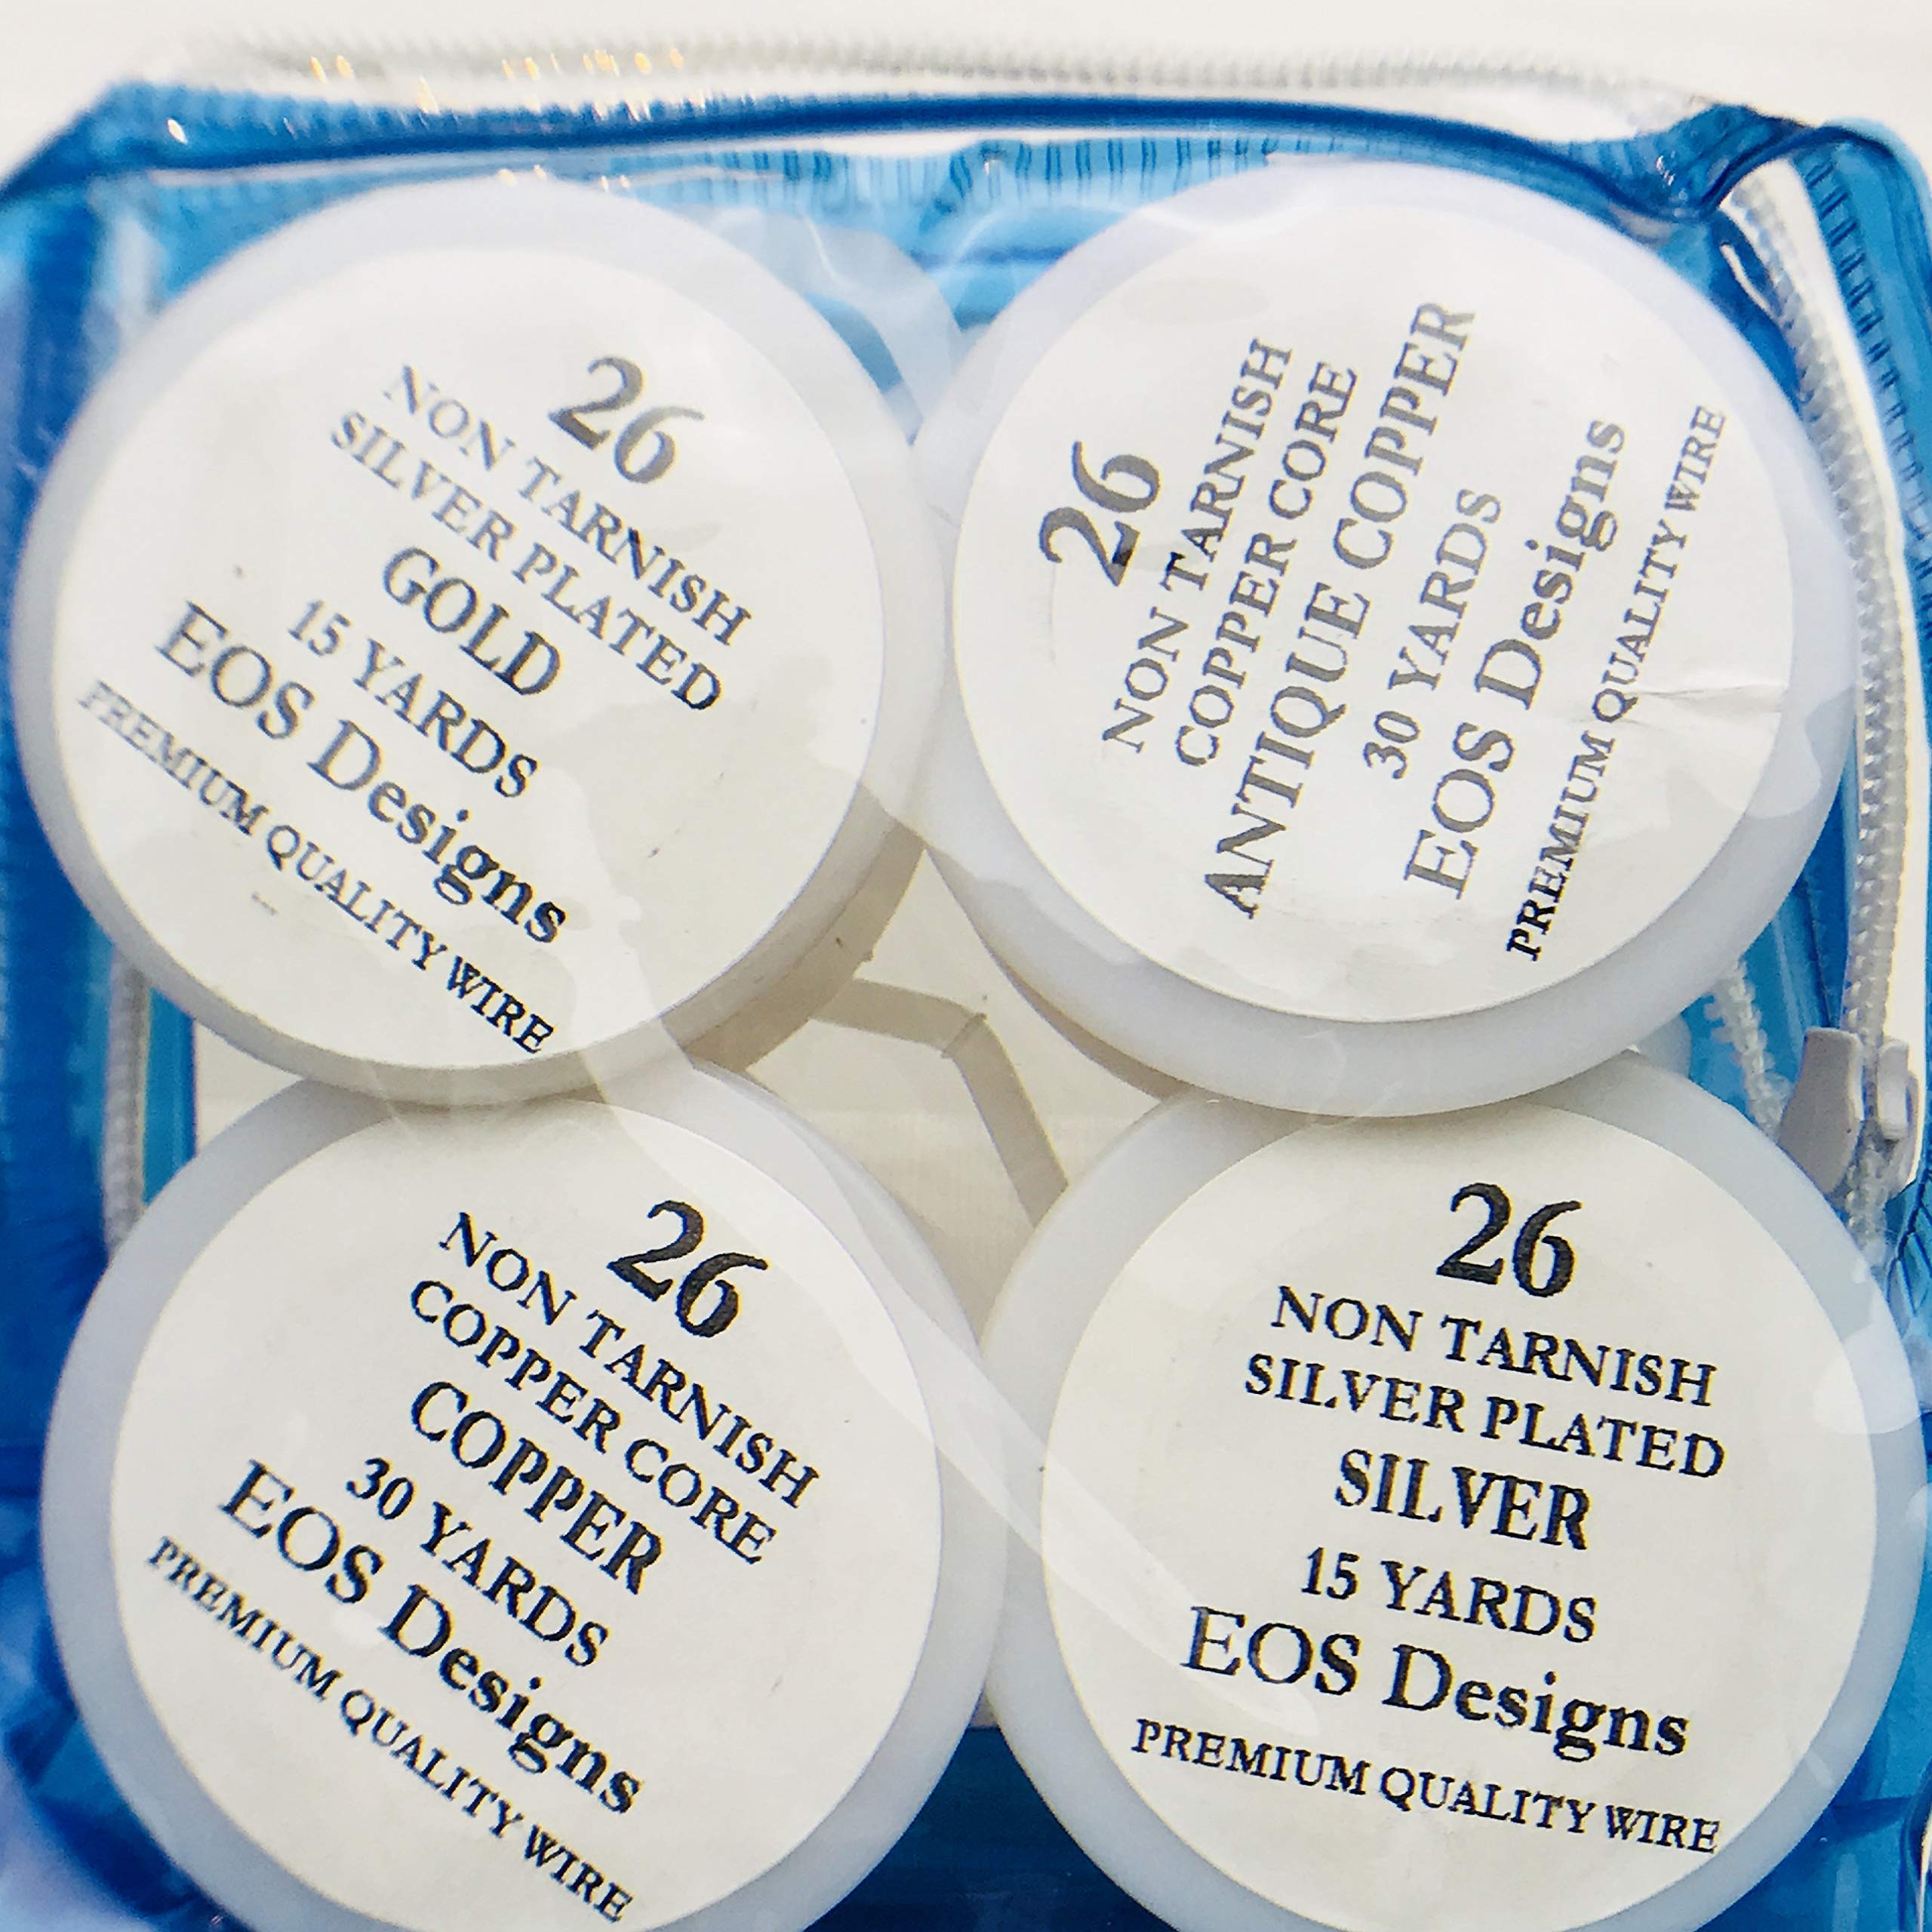 26
NON TARNISH
SILVER PLATED
GOLD
15 YARDS
EOS Designs
PREMIUM QUALITY WIRE
26
NON TARNISH
COPPER CORE
ANTIQUE COPPER
30 YARDS
EOS Designs
PREMIUM QUALITY WIRE
26
NON TARNISH
COPPER CORE
COPPER
30 YARDS
EOS Designs
PREMIUM QUALITY WIRE
26
NON TARNISH
SILVER PLATED
SILVER
15 YARDS
EOS Designs
PREMIUM QUALITY WIRE